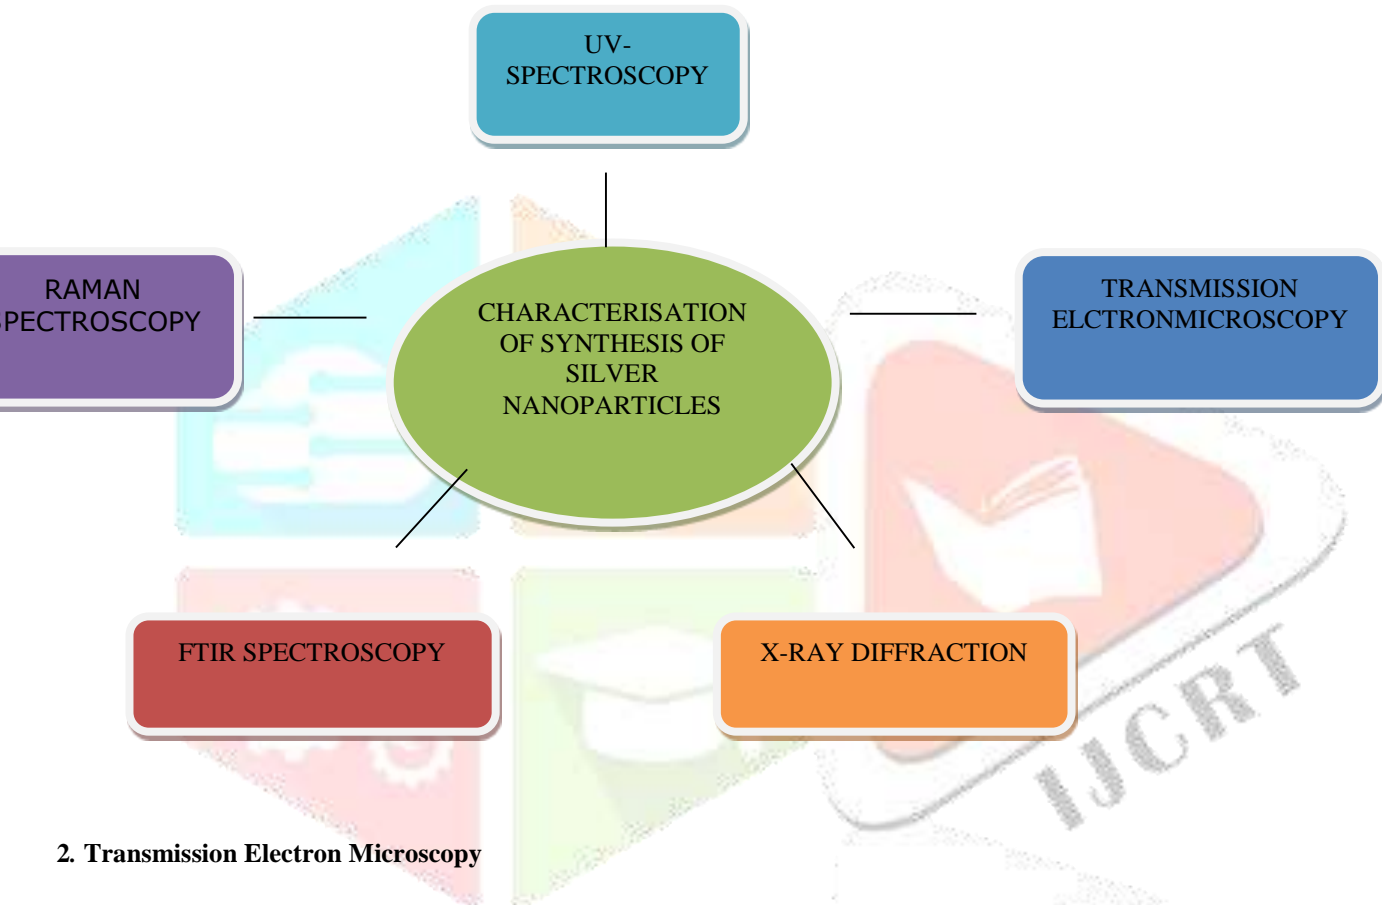 UV-
SPECTROSCOPY
RAMAN
SPECTROSCOPY
CHARACTERISATION
OF SYNTHESIS OF
SILVER
NANOPARTICLES
TRANSMISSION
ELCTRONMICROSCOPY
FTIR SPECTROSCOPY
X-RAY DIFFRACTION
IJCRT
2. Transmission Electron Microscopy